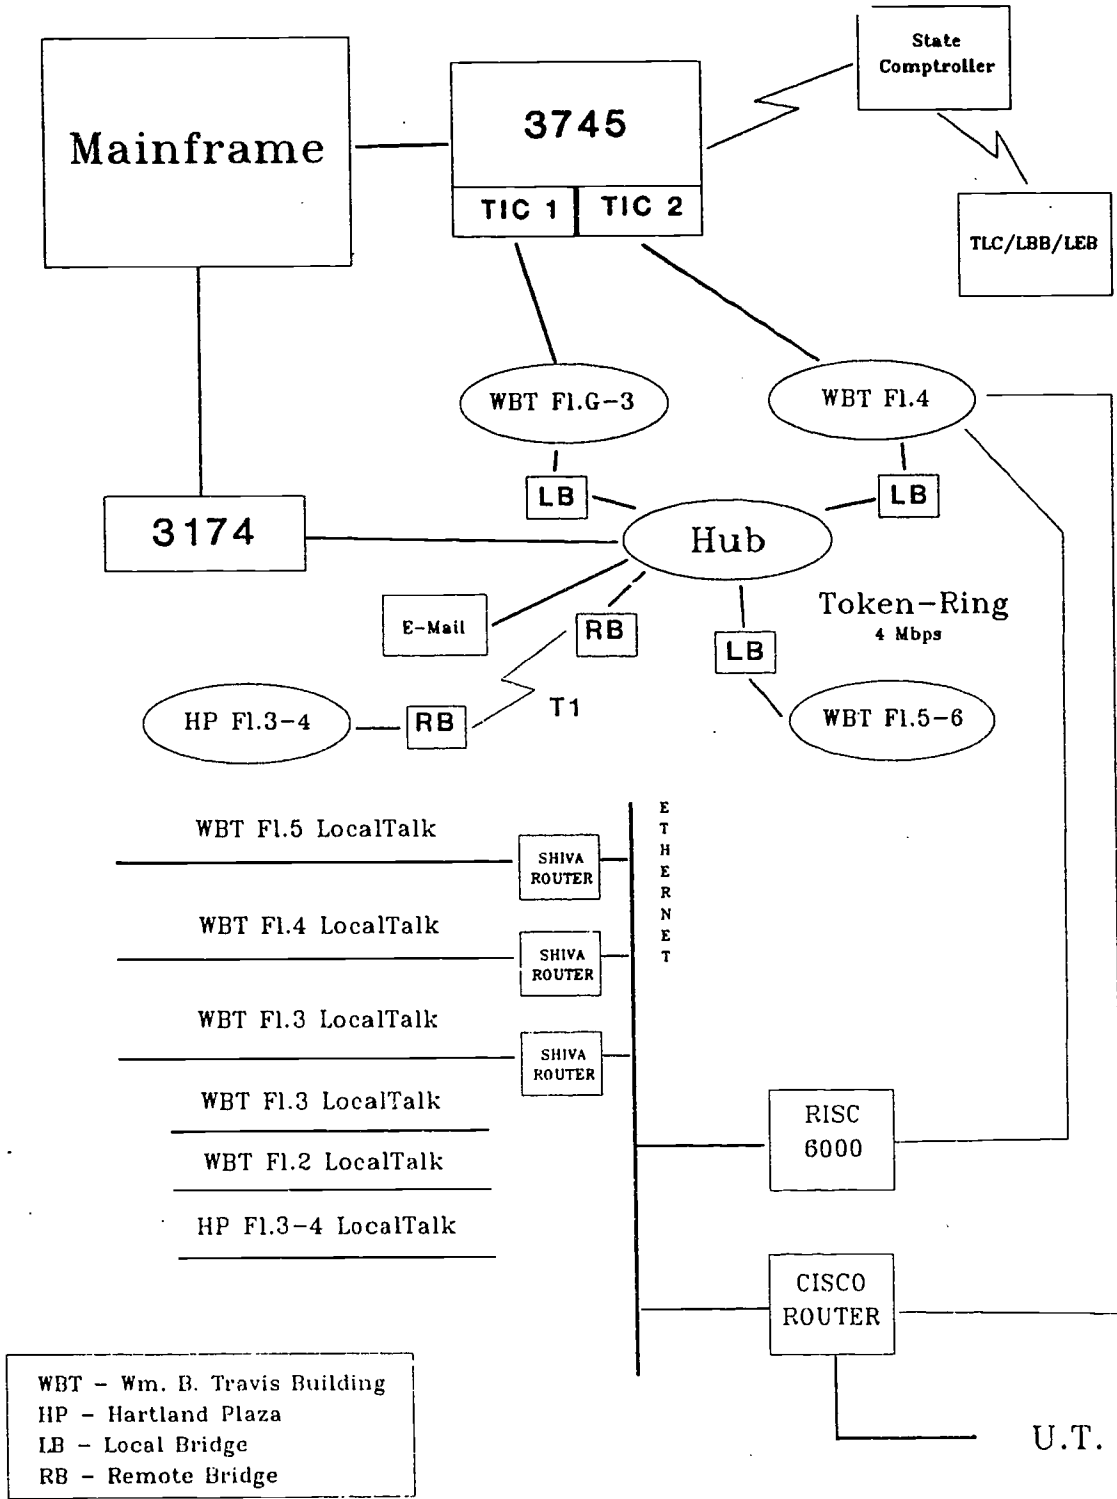 State
Comptroller
Mainframe
3745
TIC 1
TIC 2
TLC/LBB/LEB
WBT Fl.G-3
WBT Fl.4
LB
LB
3174
Hub
E-Mail
RB
LB
Token-Ring
4 Mbps
HP Fl.3-4
RB
T1
WBT Fl.5-6
ETHERNET
WBT Fl.5 LocalTalk
SHIVA
ROUTER
WBT Fl.4 LocalTalk
SHIVA
ROUTER
WBT Fl.3 LocalTalk
SHIVA
ROUTER
WBT Fl.3 LocalTalk
RISC
6000
WBT Fl.2 LocalTalk
HP Fl.3-4 LocalTalk
CISCO
ROUTER
WBT - Wm. B. Travis Building
HP - Hartland Plaza
LB - Local Bridge
RB - Remote Bridge
U.T.